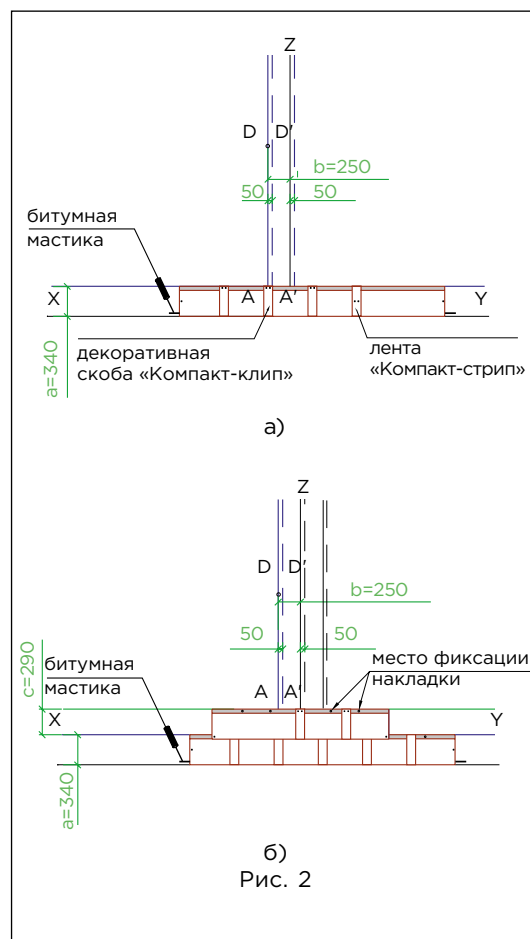 Z
D D'
b=250
50 50
битумная
мастика
X A A' Y
a=340
декоративная
скоба «Компакт-клип»
лента
«Компакт-стрип»
а)
Z
D D'
b=250
50 50
c=290
битумная
мастика
место фиксации
накладки
A A'
X Y
a=340
б)
Рис. 2